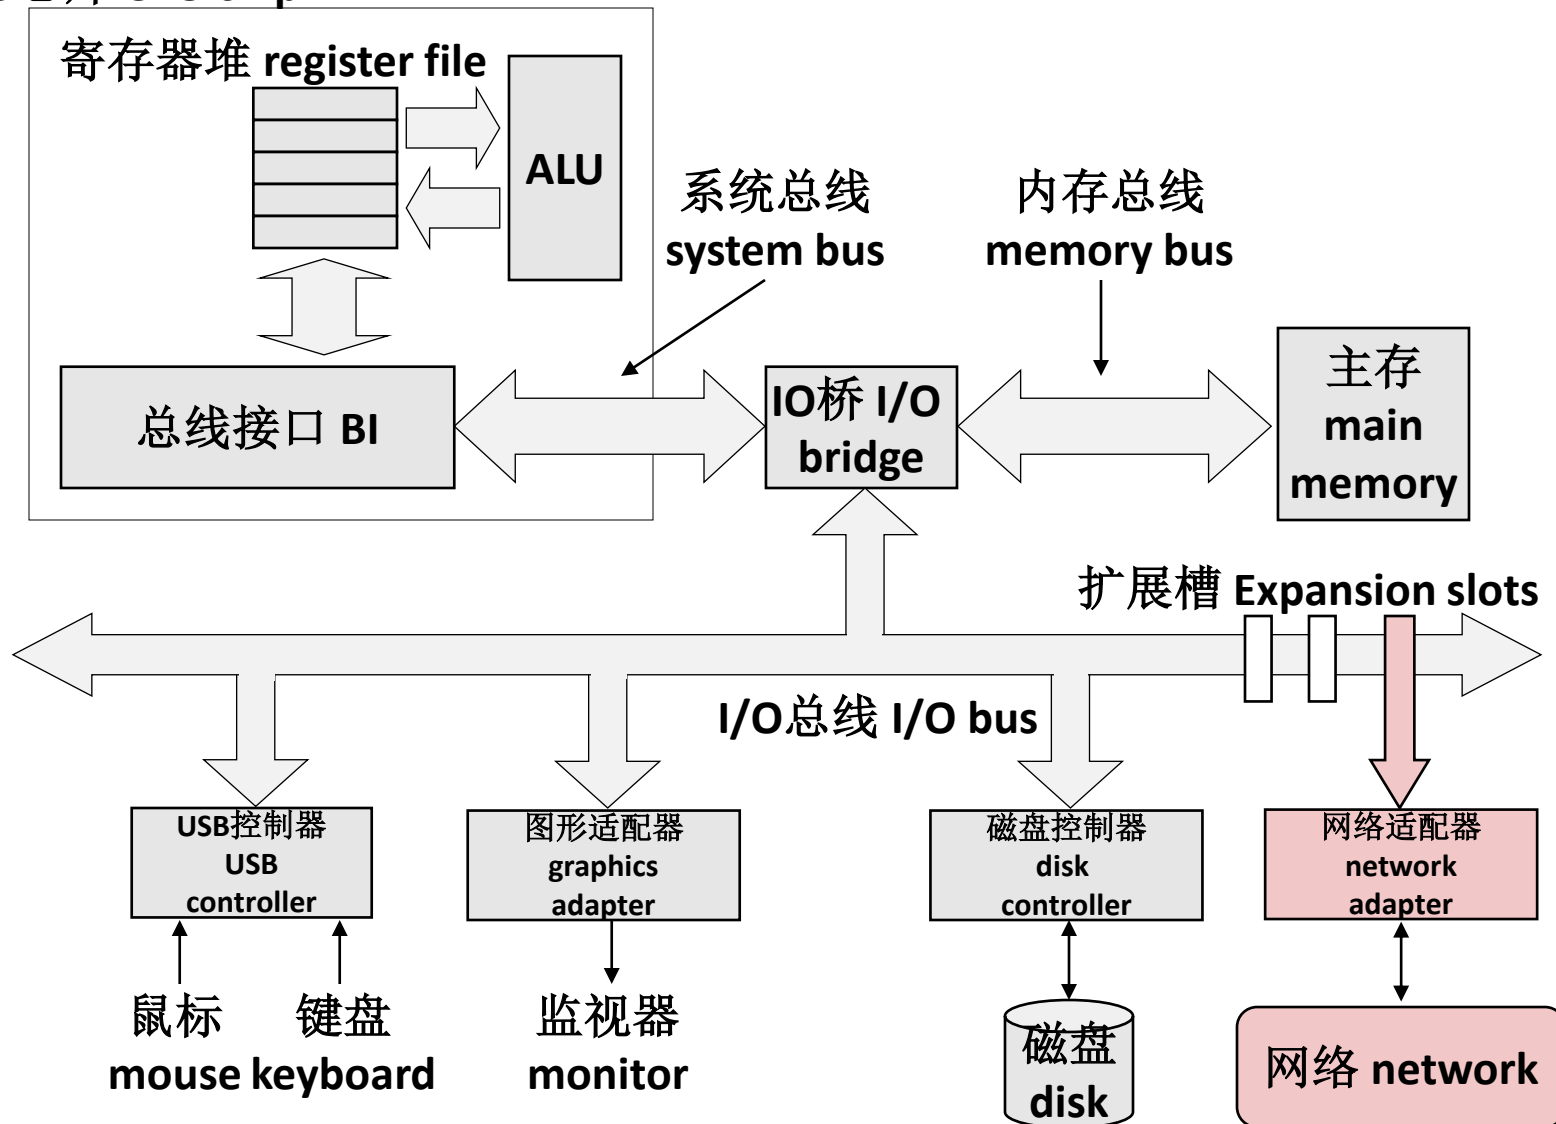 寄存器堆 register file
ALU
系统总线
system bus
内存总线
memory bus
总线接口 BI
IO桥 I/O
bridge
主存
main
memory
扩展槽 Expansion slots
I/O总线 I/O bus
USB控制器
USB
controller
图形适配器
graphics
adapter
磁盘控制器
disk
controller
网络适配器
network
adapter
鼠标 键盘
mouse keyboard
监视器
monitor
磁盘
disk
网络 network